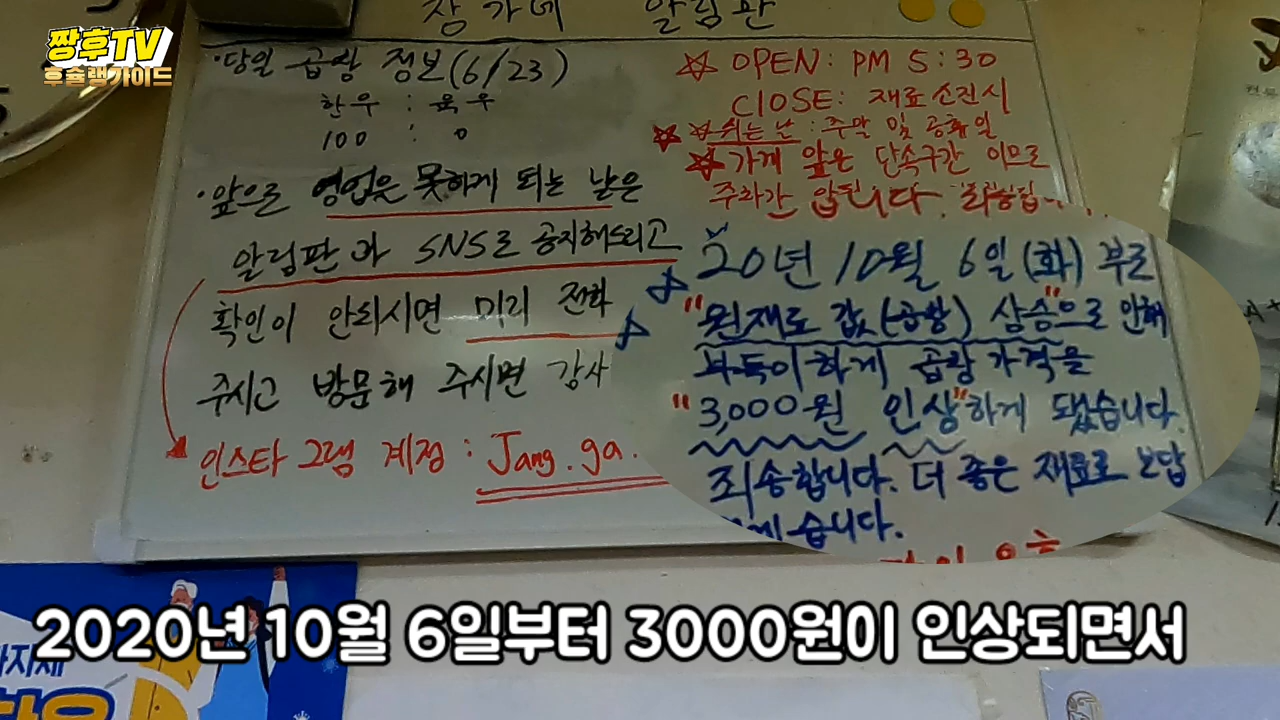 짱후TV
후슐랭가이드
장가네 알림판
·당일 곱창 정보(6/23)
한우 : 육우
100 : 0
·앞으로 영업은 못하게 되는 날은
알림판과 SNS로 공지해드리고
확인이 안되시면 미리 전화
주시고 방문해 주시면 감사
인스타 그램 계정 : Jang.ga.
OPEN: PM 5:30
ClOSE: 재료소진시
쉬는 날 : 주말 및 공휴일
가게 앞은 단속구간 이므로
주차가 안됩니다.
20년 10월 6일(화) 부로
"원재료 값(곱창) 상승"으로 인해
부득이하게 곱창가격을
"3,000원 인상"하게 됐습니다.
죄송합니다. 더 좋은 재료로 보답
습니다.
2020년 10월 6일부터 3000원이 인상되면서